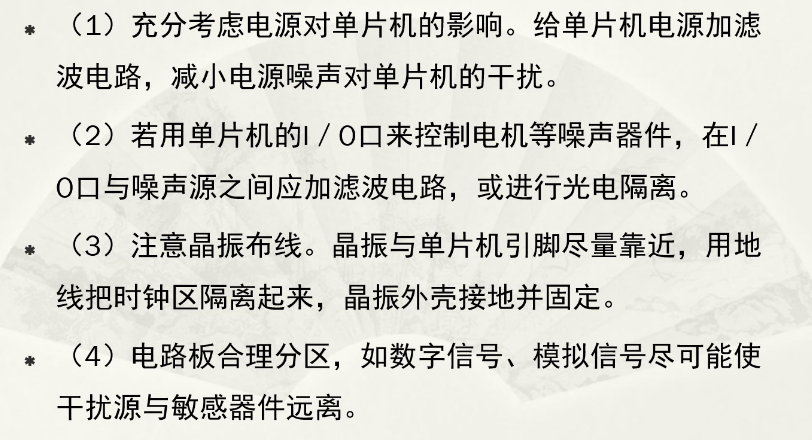 * （1）充分考虑电源对单片机的影响。给单片机电源加滤
波电路，减小电源噪声对单片机的干扰。
* （2）若用单片机的I / O口来控制电机等噪声器件，在I /
O口与噪声源之间应加滤波电路，或进行光电隔离。
* （3）注意晶振布线。晶振与单片机引脚尽量靠近，用地
线把时钟区隔离起来，晶振外壳接地并固定。
* （4）电路板合理分区，如数字信号、模拟信号尽可能使
干扰源与敏感器件远离。